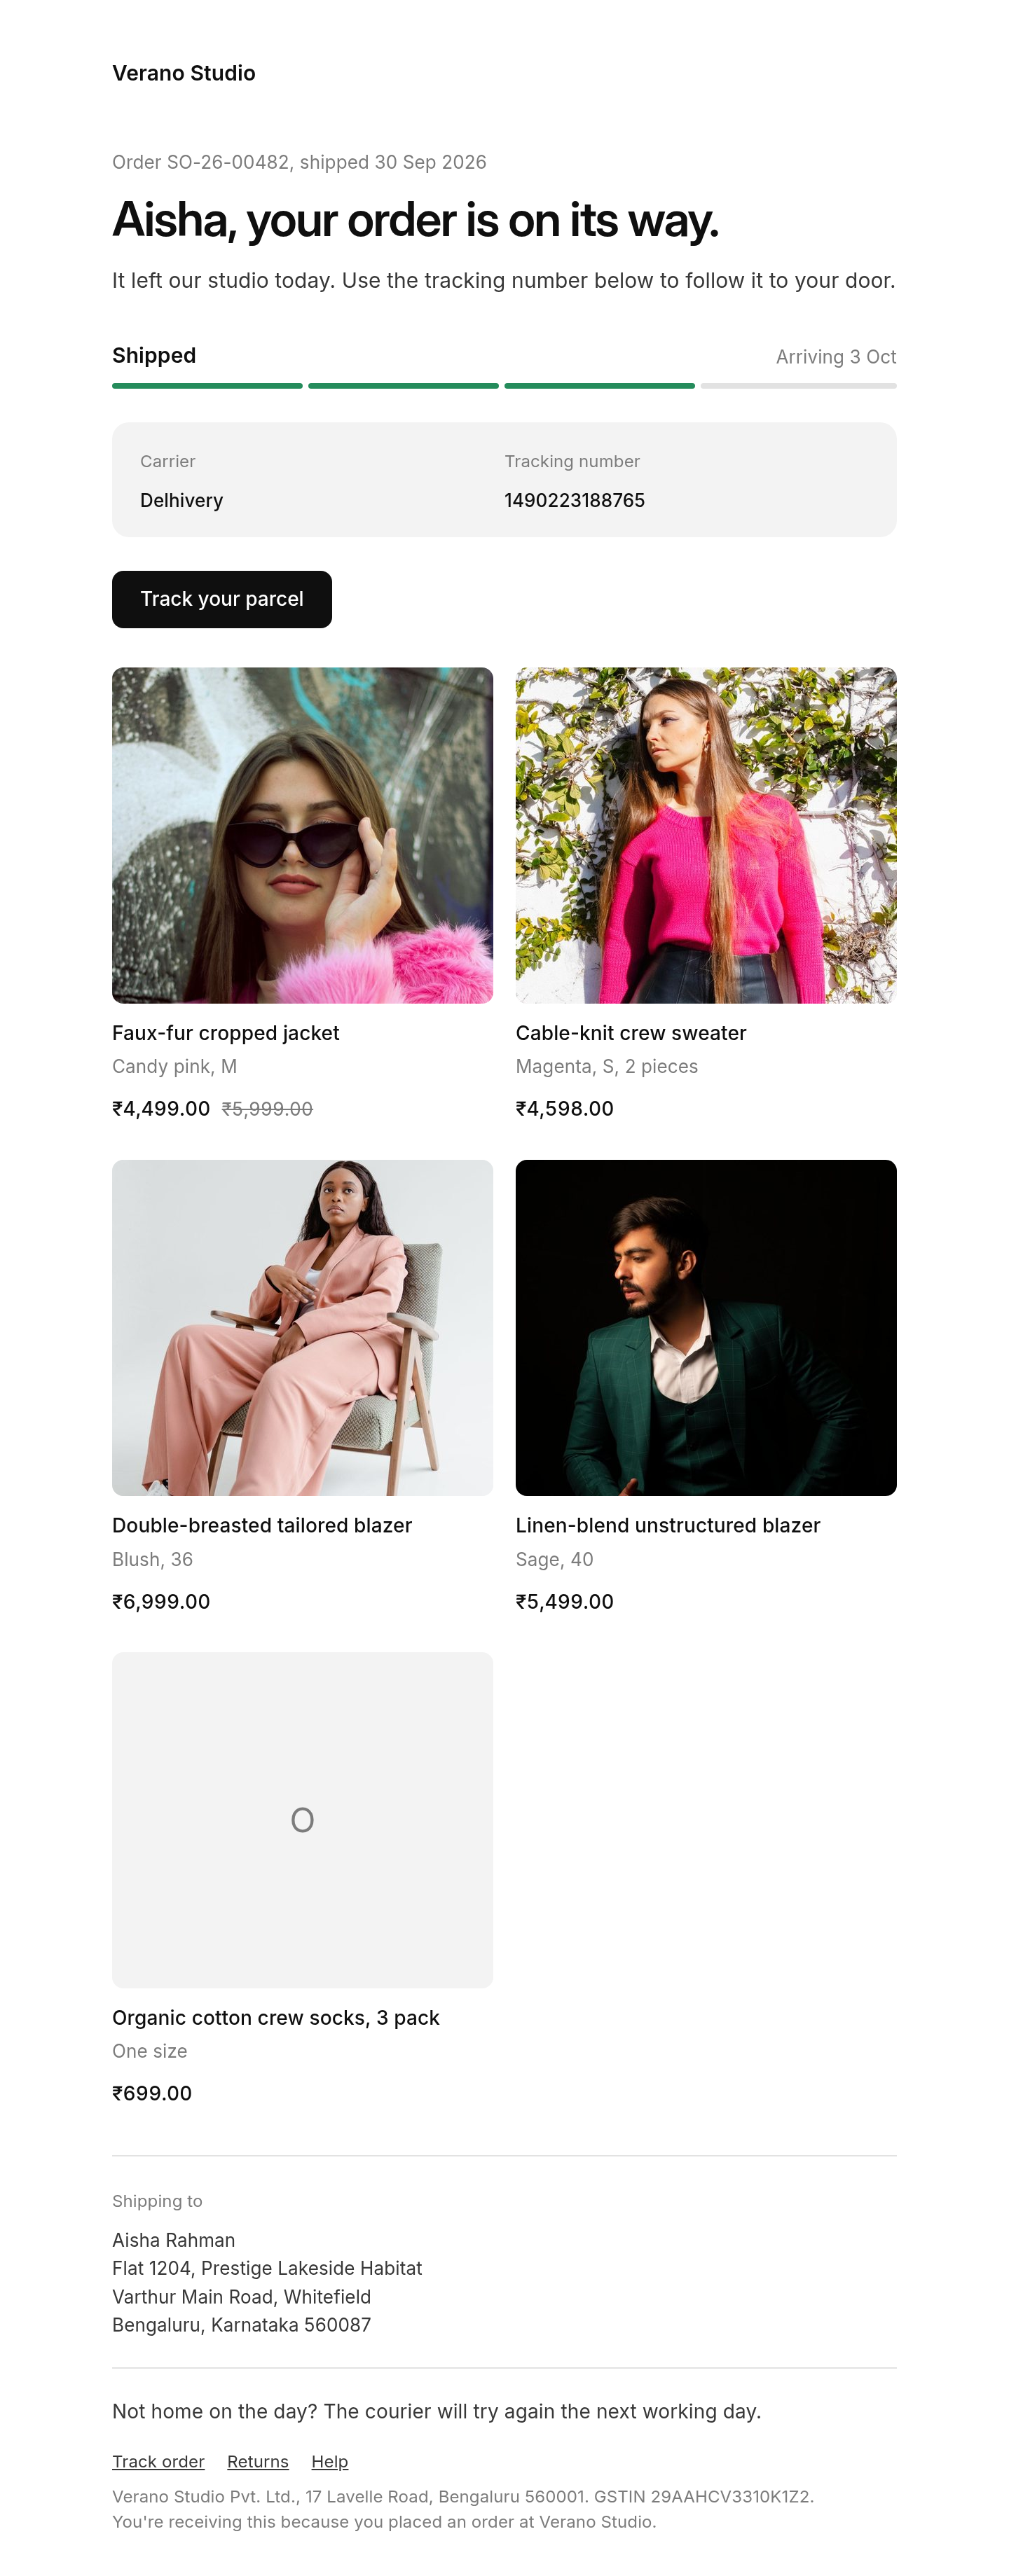 Verano Studio
Order SO-26-00482, shipped 30 Sep 2026
Aisha, your order is on its way.
It left our studio today. Use the tracking number below to follow it to your door.
Shipped
Arriving 3 Oct
Carrier
Tracking number
Delhivery
1490223188765
Track your parcel
Faux-fur cropped jacket
Candy pink, M
₹4,499.00 ₹5,999.00
Cable-knit crew sweater
Magenta, S, 2 pieces
₹4,598.00
Double-breasted tailored blazer
Blush, 36
₹6,999.00
Linen-blend unstructured blazer
Sage, 40
₹5,499.00
O
Organic cotton crew socks, 3 pack
One size
₹699.00
Shipping to
Aisha Rahman
Flat 1204, Prestige Lakeside Habitat
Varthur Main Road, Whitefield
Bengaluru, Karnataka 560087
Not home on the day? The courier will try again the next working day.
Track order Returns Help
Verano Studio Pvt. Ltd., 17 Lavelle Road, Bengaluru 560001. GSTIN 29AAHCV3310K1Z2.
You're receiving this because you placed an order at Verano Studio.